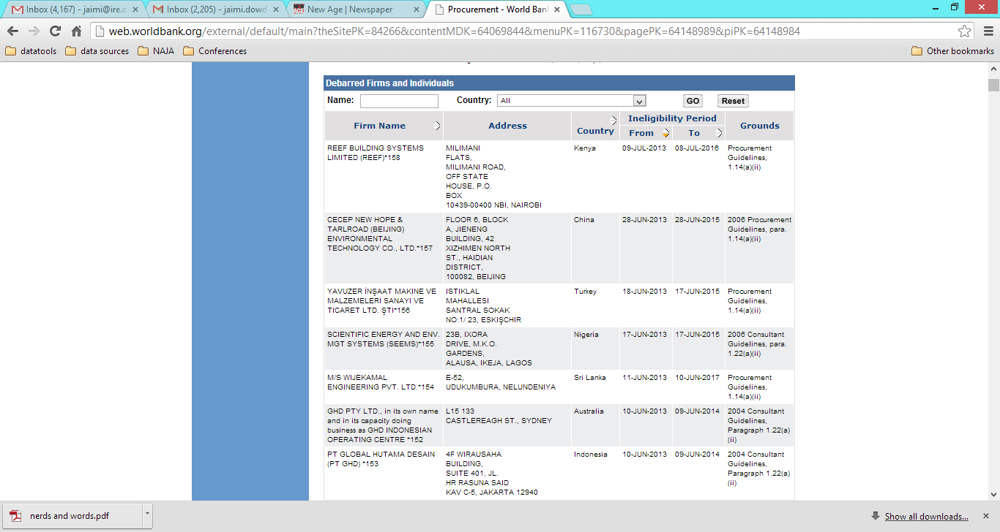 Inbox (4,167) - jaimi@ire.o
Inbox (2,205) - jaimi.dowd
New Age | Newspaper
Procurement - World Ban
web.worldbank.org/external/default/main?theSitePK=84266&contentMDK=64069844&menuPK=116730&pagePK=64148989&piPK=64148984
datatools data sources NAJA Conferences Other bookmarks
Debarred Firms and Individuals
Name: Country: All GO Reset
Firm Name Address Country Ineligibility Period Grounds
From To
REEF BUILDING SYSTEMS
LIMITED (REEF)*158
MILIMANI
FLATS,
MILIMANI ROAD,
OFF STATE
HOUSE, P.O.
BOX
10439-00400 NBI, NAIROBI
Kenya
09-JUL-2013
08-JUL-2016
Procurement
Guidelines,
1.14(a)(ii)
CECEP NEW HOPE &
TARLROAD (BEIJING)
ENVIRONMENTAL
TECHNOLOGY CO., LTD.*157
FLOOR 6, BLOCK
A, JIENENG
BUILDING, 42
XIZHIMEN NORTH
ST., HAIDIAN
DISTRICT,
100082, BEIJING
China
28-JUN-2013
28-JUN-2015
2006 Procurement
Guidelines, para.
1.14(a)(ii)
YAVUZER İNŞAAT MAKINE VE
MALZEMELERI SANAYI VE
TICARET LTD. ŞTI*156
ISTIKLAL
MAHALLESI
SANTRAL SOKAK
NO:1/ 23, ESKIŞCHIR
Turkey
18-JUN-2013
17-JUN-2015
Procurement
Guidelines,
1.14(a)(ii)
SCIENTIFIC ENERGY AND ENV.
MGT SYSTEMS (SEEMS)*155
23B, IXORA
DRIVE, M.K.O.
GARDENS,
ALAUSA, IKEJA, LAGOS
Nigeria
17-JUN-2013
17-JUN-2015
2006 Consultant
Guidelines, para.
1.22(a)(ii)
M/S WIJEKAMAL
ENGINEERING PVT. LTD.*154
E-52,
UDUKUMBURA, NELUNDENIYA
Sri Lanka
11-JUN-2013
10-JUN-2017
Procurement
Guidelines,
1.14(a)(ii)
GHD PTY LTD., in its own name
and in its capacity doing
business as GHD INDONESIAN
OPERATING CENTRE *152
L15 133
CASTLEREAGH ST., SYDNEY
Australia
10-JUN-2013
09-JUN-2014
2004 Consultant
Guidelines,
Paragraph 1.22(a)
(ii)
PT GLOBAL HUTAMA DESAIN
(PT GHD) *153
4F WIRAUSAHA
BUILDING,
SUITE 401, JL.
HR RASUNA SAID
KAV C-5, JAKARTA 12940
Indonesia
10-JUN-2013
09-JUN-2014
2004 Consultant
Guidelines,
Paragraph 1.22(a)
(ii)
nerds and words.pdf
Show all downloads...